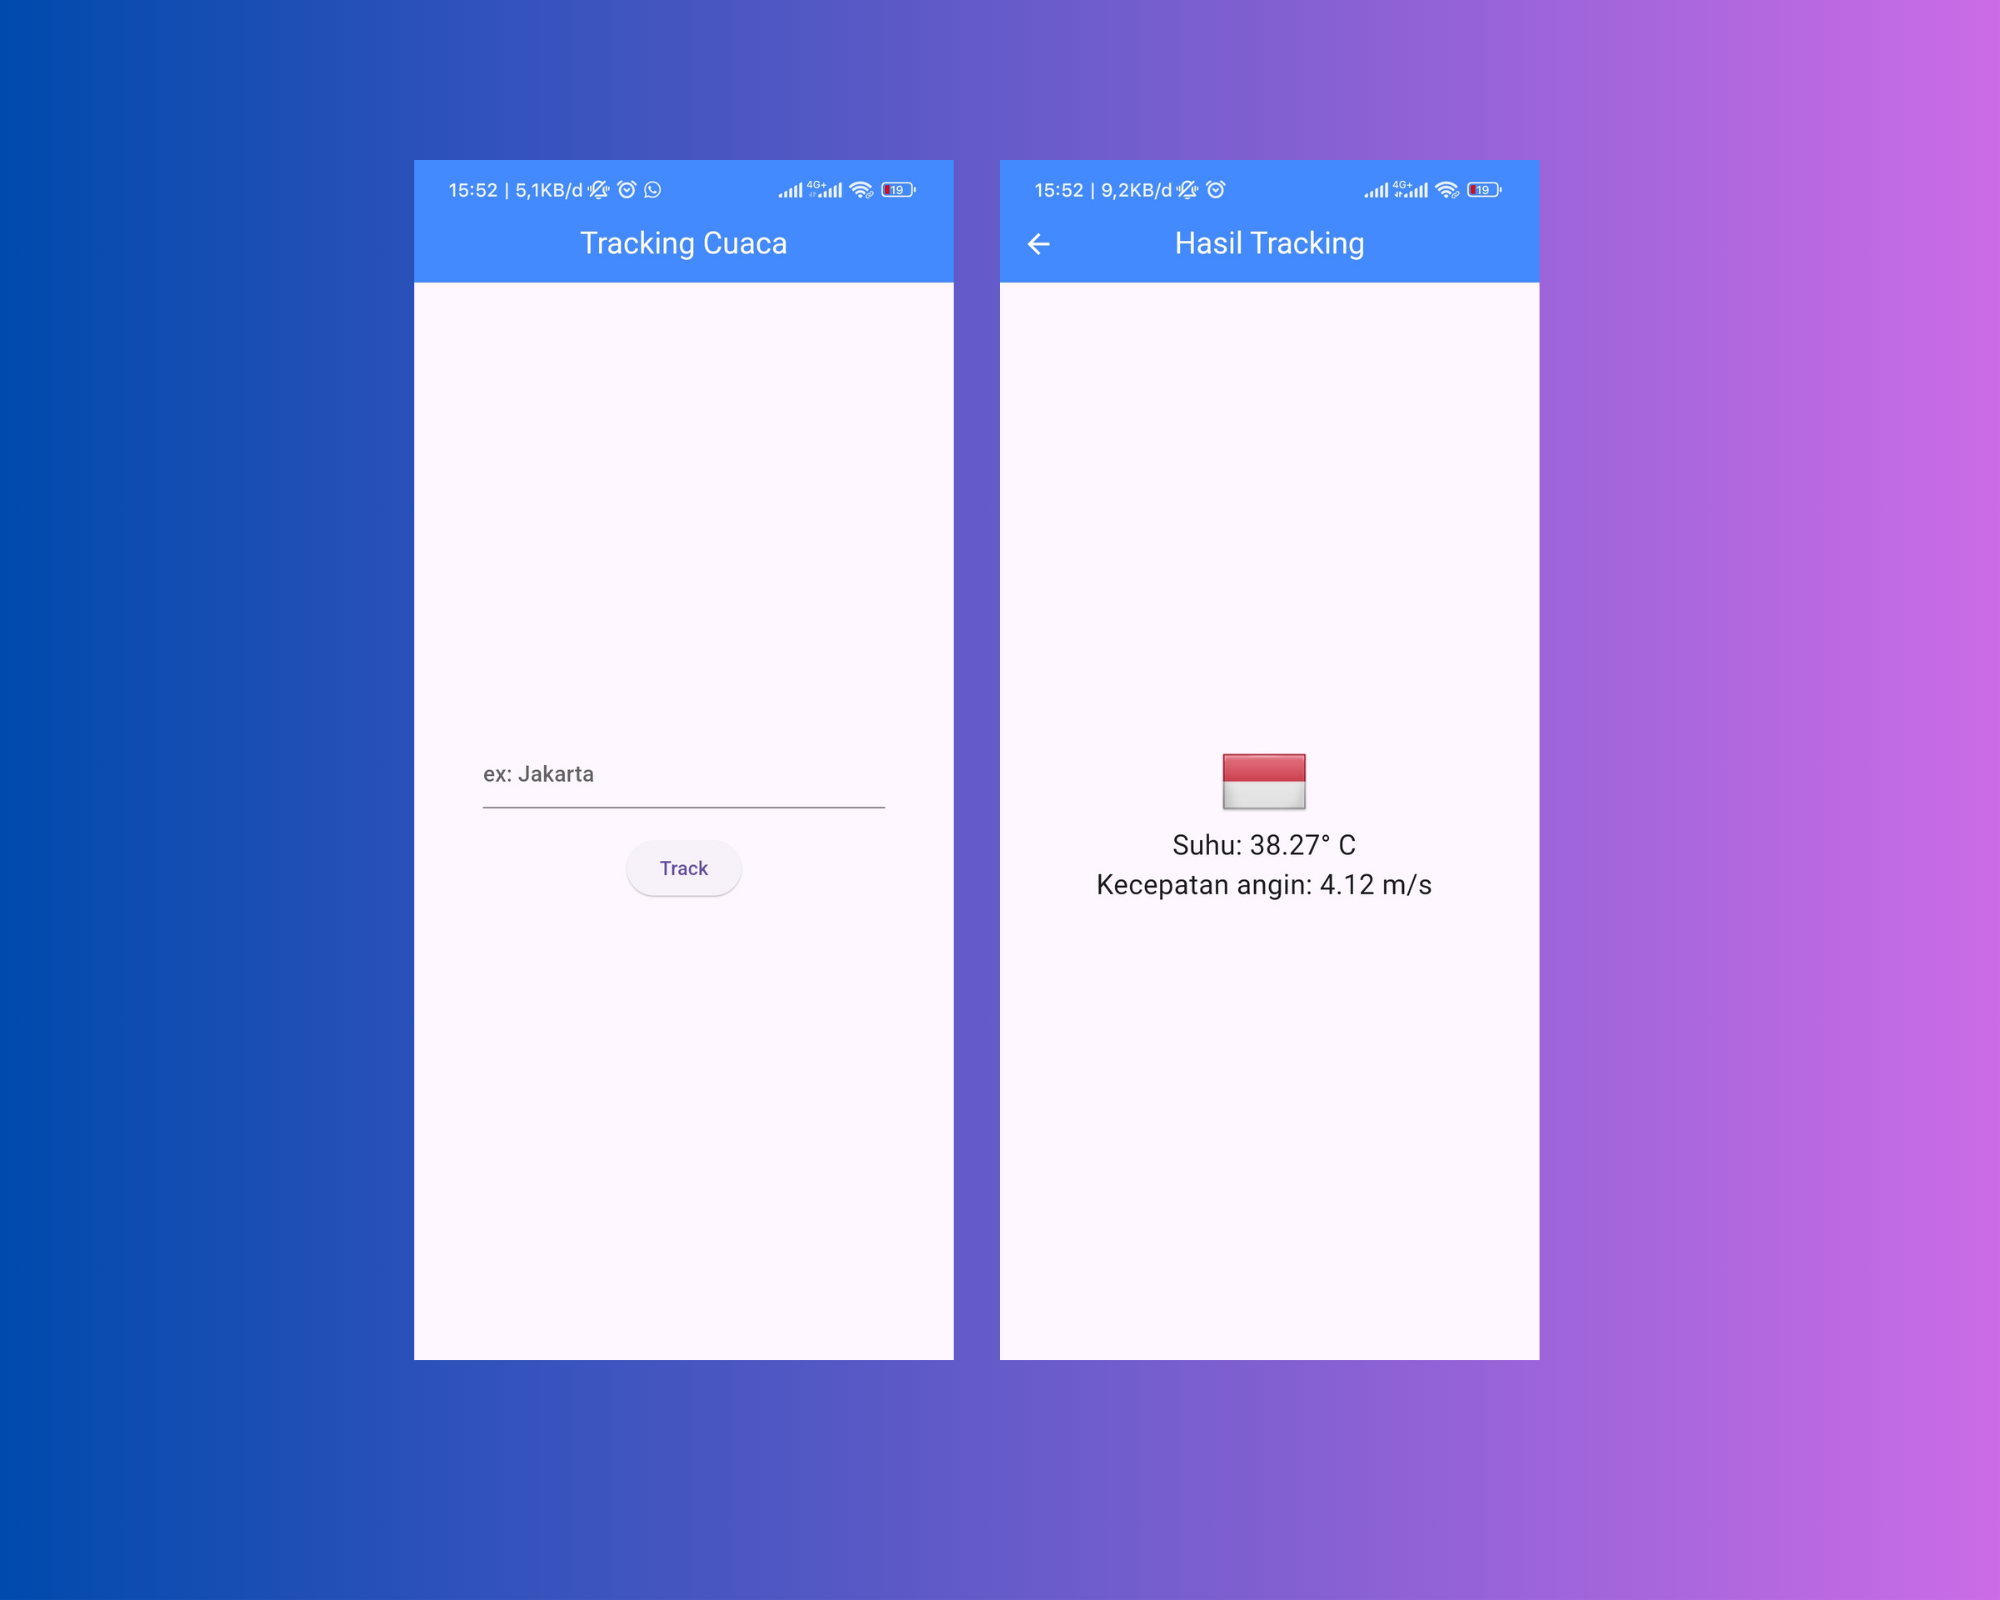 15:52 | 5,1KB/d
4G+
19
Tracking Cuaca
ex: Jakarta
Track
15:52 | 9,2KB/d
4G+
19
Hasil Tracking
Suhu: 38.27° C
Kecepatan angin: 4.12 m/s